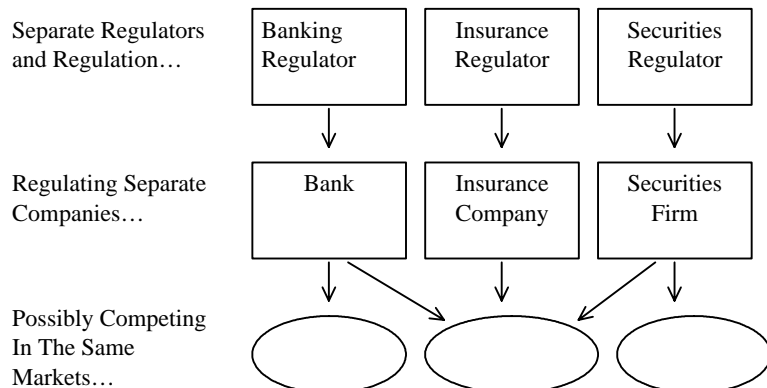 Separate Regulators
and Regulation…
Banking
Regulator
Insurance
Regulator
Securities
Regulator
Regulating Separate
Companies…
Bank
Insurance
Company
Securities
Firm
Possibly Competing
In The Same
Markets…